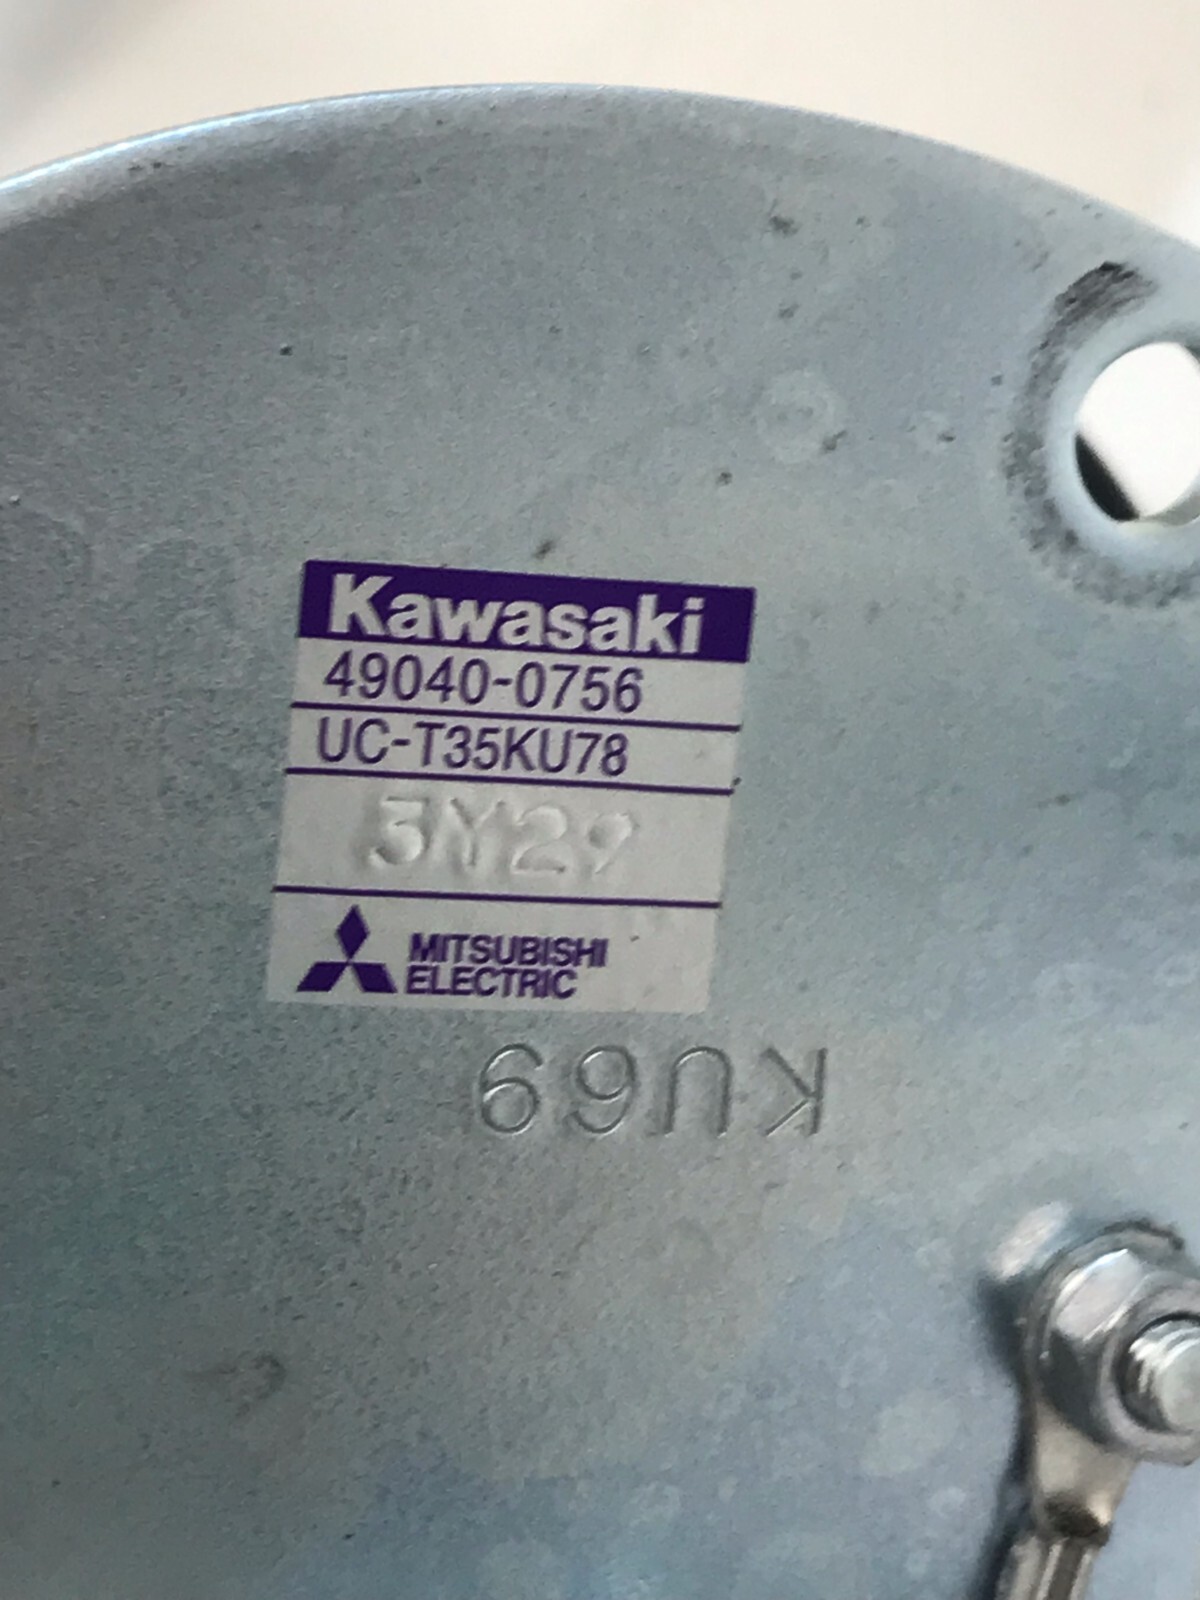 Kawasaki
49040-0756
UC-T35KU78
3Y29
MITSUBISHI
ELECTRIC
KU69